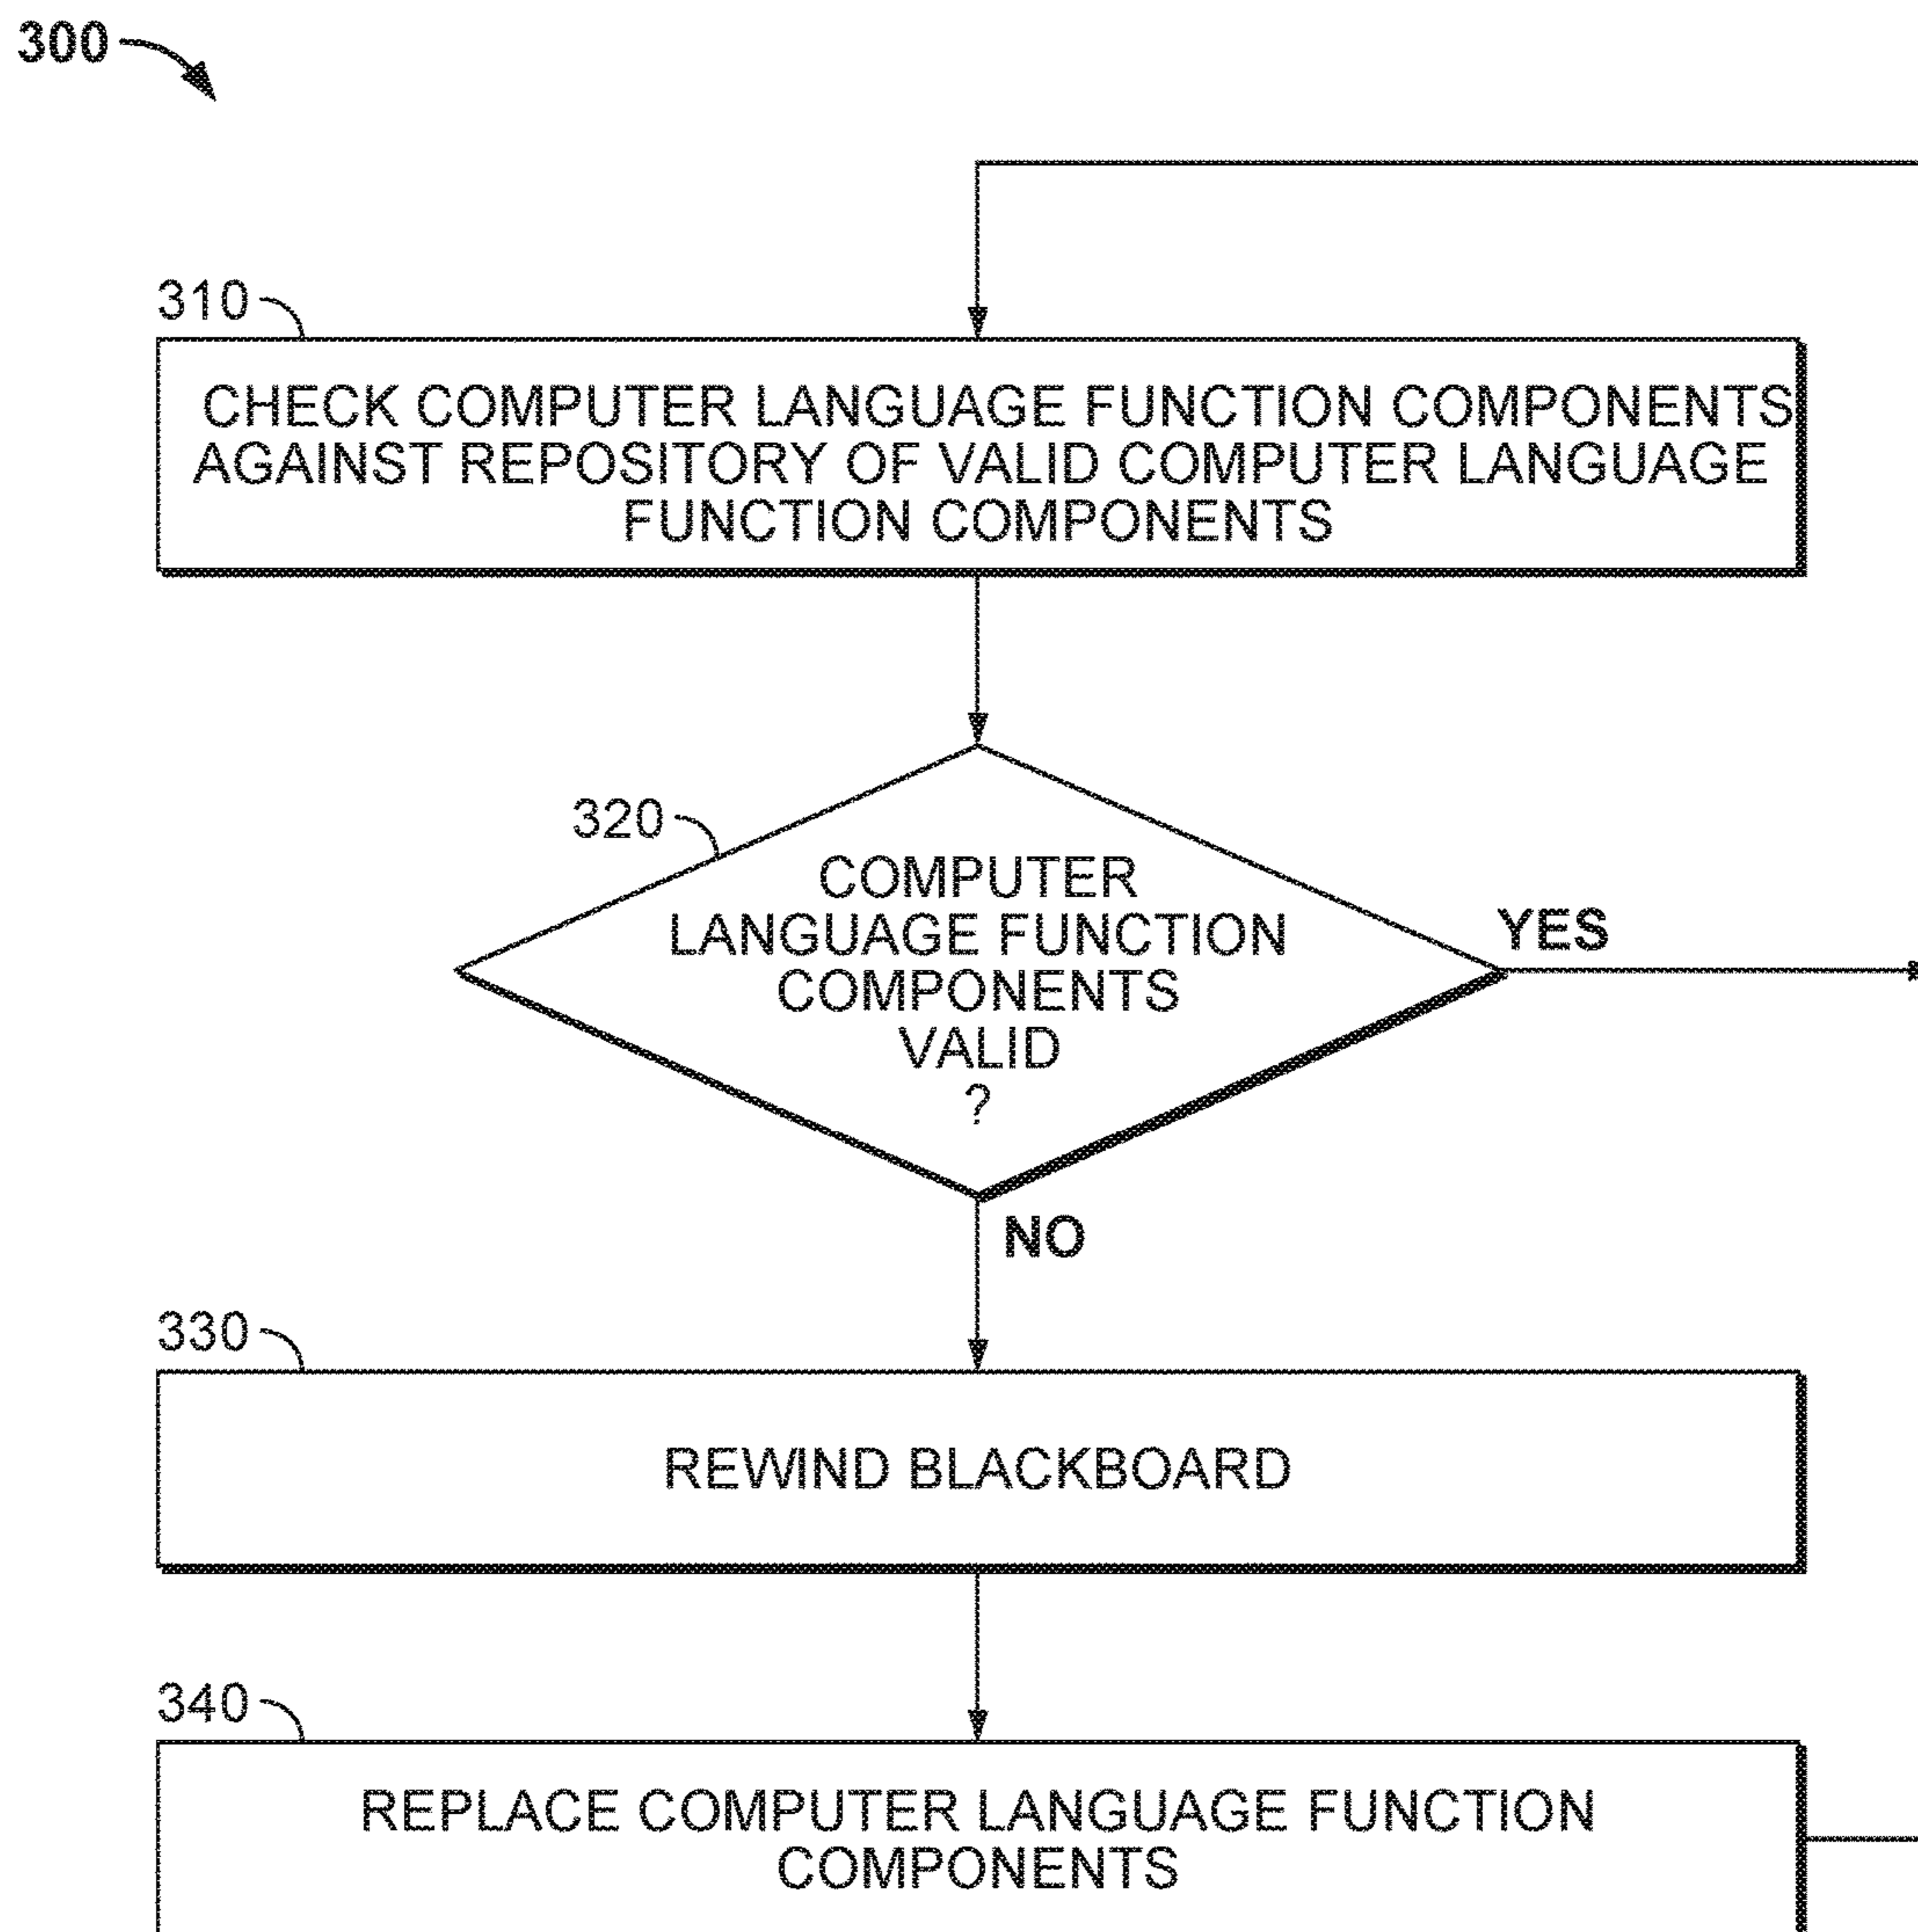 300
310
CHECK COMPUTER LANGUAGE FUNCTION COMPONENTS
AGAINST REPOSITORY OF VALID COMPUTER LANGUAGE
FUNCTION COMPONENTS
320
COMPUTER
LANGUAGE FUNCTION
COMPONENTS
VALID
?
YES
NO
330
REWIND BLACKBOARD
340
REPLACE COMPUTER LANGUAGE FUNCTION
COMPONENTS